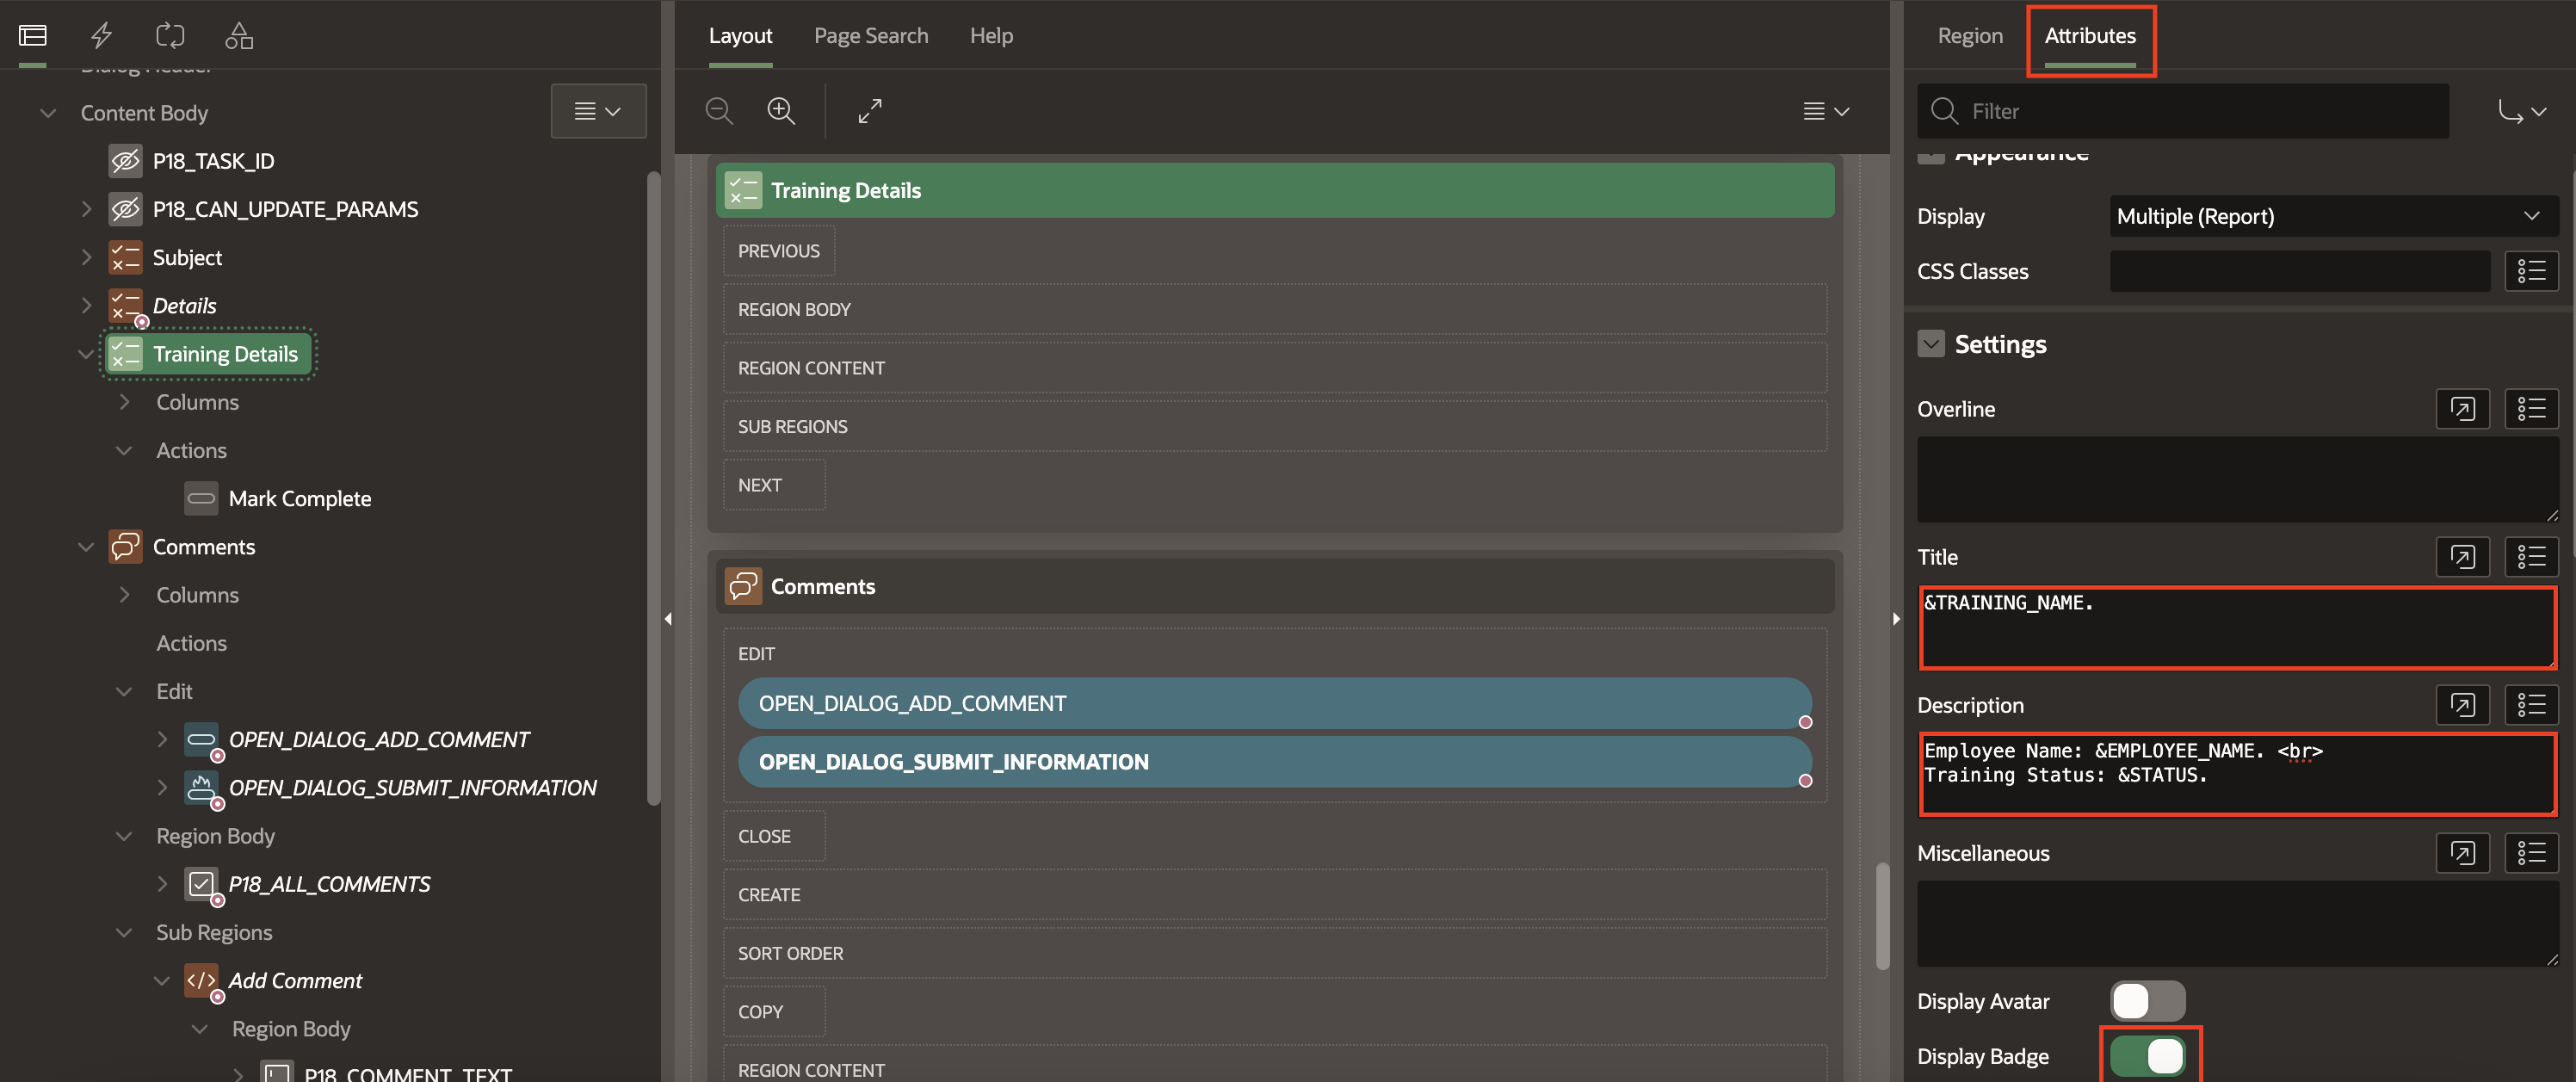 Dialog Header
Content Body
P18_TASK_ID
P18_CAN_UPDATE_PARAMS
Subject
Details
Training Details
Columns
Actions
Mark Complete
Comments
Columns
Actions
Edit
OPEN_DIALOG_ADD_COMMENT
OPEN_DIALOG_SUBMIT_INFORMATION
Region Body
P18_ALL_COMMENTS
Sub Regions
Add Comment
Region Body
P18_COMMENT_TEXT
Layout Page Search Help
Training Details
PREVIOUS
REGION BODY
REGION CONTENT
SUB REGIONS
NEXT
Comments
EDIT
OPEN_DIALOG_ADD_COMMENT
OPEN_DIALOG_SUBMIT_INFORMATION
CLOSE
CREATE
SORT ORDER
COPY
REGION CONTENT
Region Attributes
Filter
Appearance
Display Multiple (Report)
CSS Classes
Settings
Overline
Title
&TRAINING_NAME.
Description
Employee Name: &EMPLOYEE_NAME. <br>
Training Status: &STATUS.
Miscellaneous
Display Avatar
Display Badge